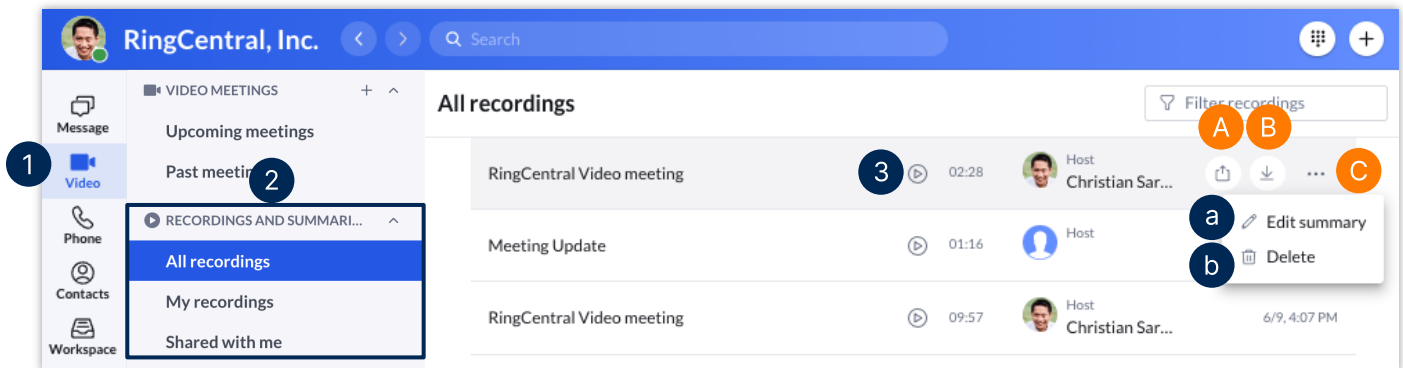 RingCentral, Inc.
Search
Message
1
Video
Phone
Contacts
Workspace
VIDEO MEETINGS
Upcoming meetings
Past meetin
2
RECORDINGS AND SUMMARI...
All recordings
My recordings
Shared with me
All recordings
Filter recordings
A B
RingCentral Video meeting 3 02:28 Host
Christian Sar... ... C
a Edit summary
b Delete
Meeting Update 01:16 Host
RingCentral Video meeting 09:57 Host
Christian Sar... 6/9, 4:07 PM